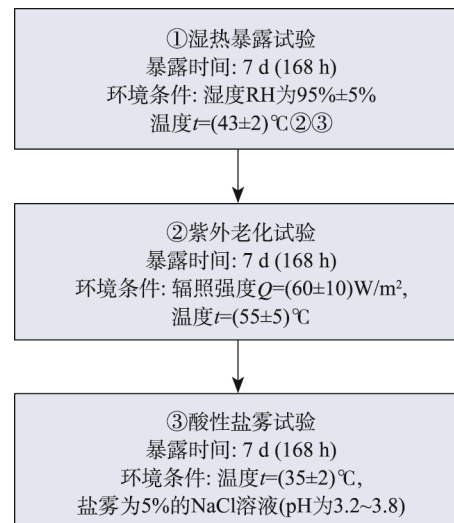 ①湿热暴露试验
暴露时间: 7 d (168 h)
环境条件: 湿度RH为95%±5%
温度t=(43±2)℃②③
②紫外老化试验
暴露时间: 7 d (168 h)
环境条件: 辐照强度Q=(60±10)W/m²,
温度t=(55±5)℃
③酸性盐雾试验
暴露时间: 7 d (168 h)
环境条件: 温度t=(35±2)℃,
盐雾为5%的NaCl溶液(pH为3.2~3.8)